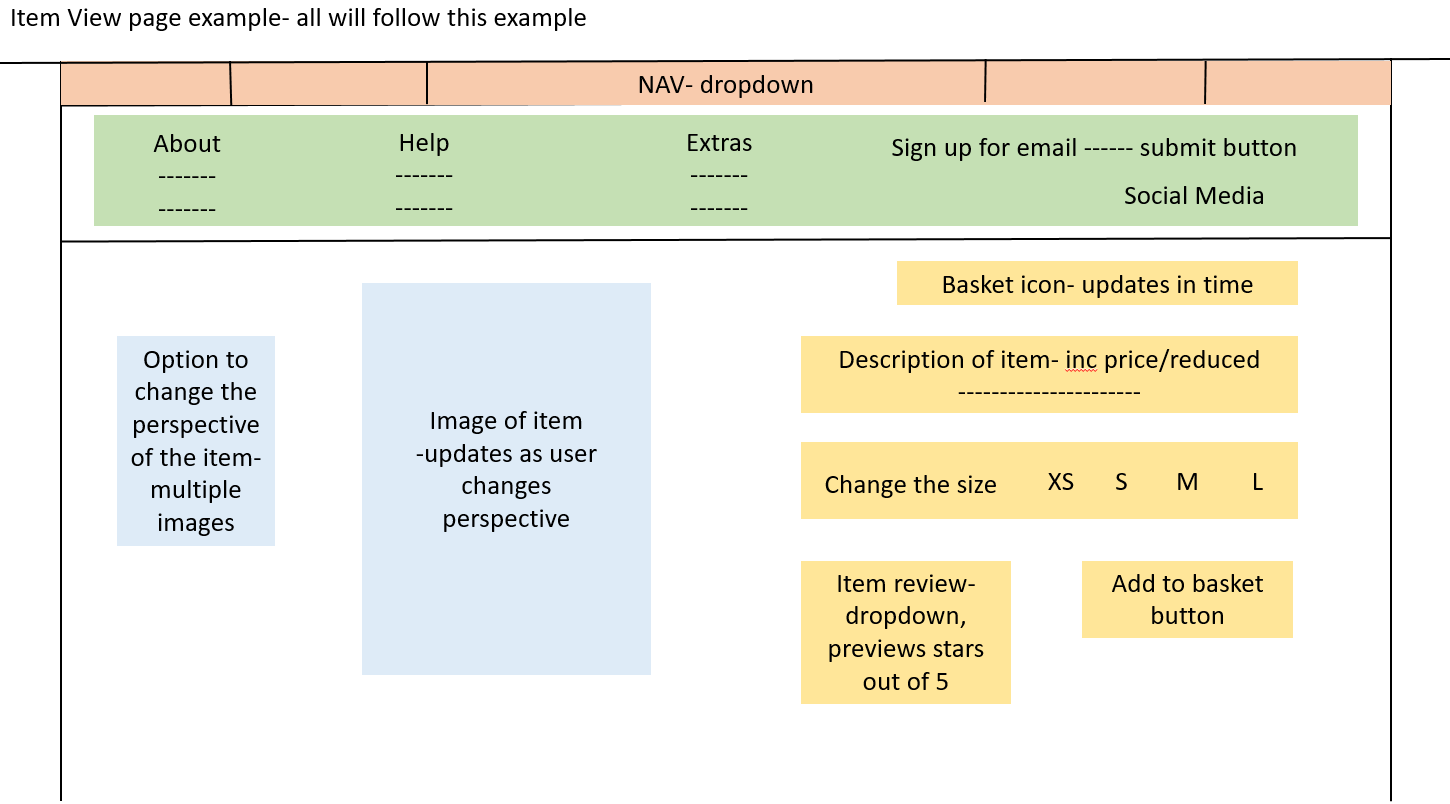 Item View page example- all will follow this example
NAV- dropdown
About
-------
-------
Help
-------
-------
Extras
-------
-------
Sign up for email ------ submit button
Social Media
Option to
change the
perspective
of the item-
multiple
images
Image of item
-updates as user
changes
perspective
Basket icon- updates in time
Description of item- inc price/reduced
----------------------
Change the size XS S M L
Item review-
dropdown,
previews stars
out of 5
Add to basket
button